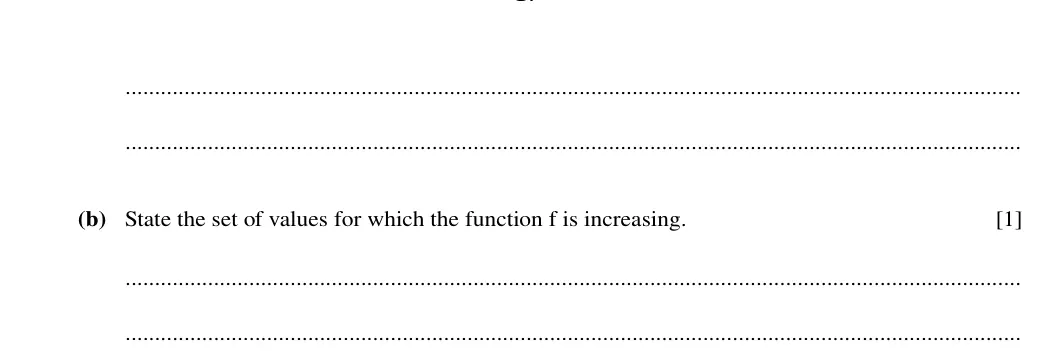 (b) State the set of values for which the function f is increasing. [1]